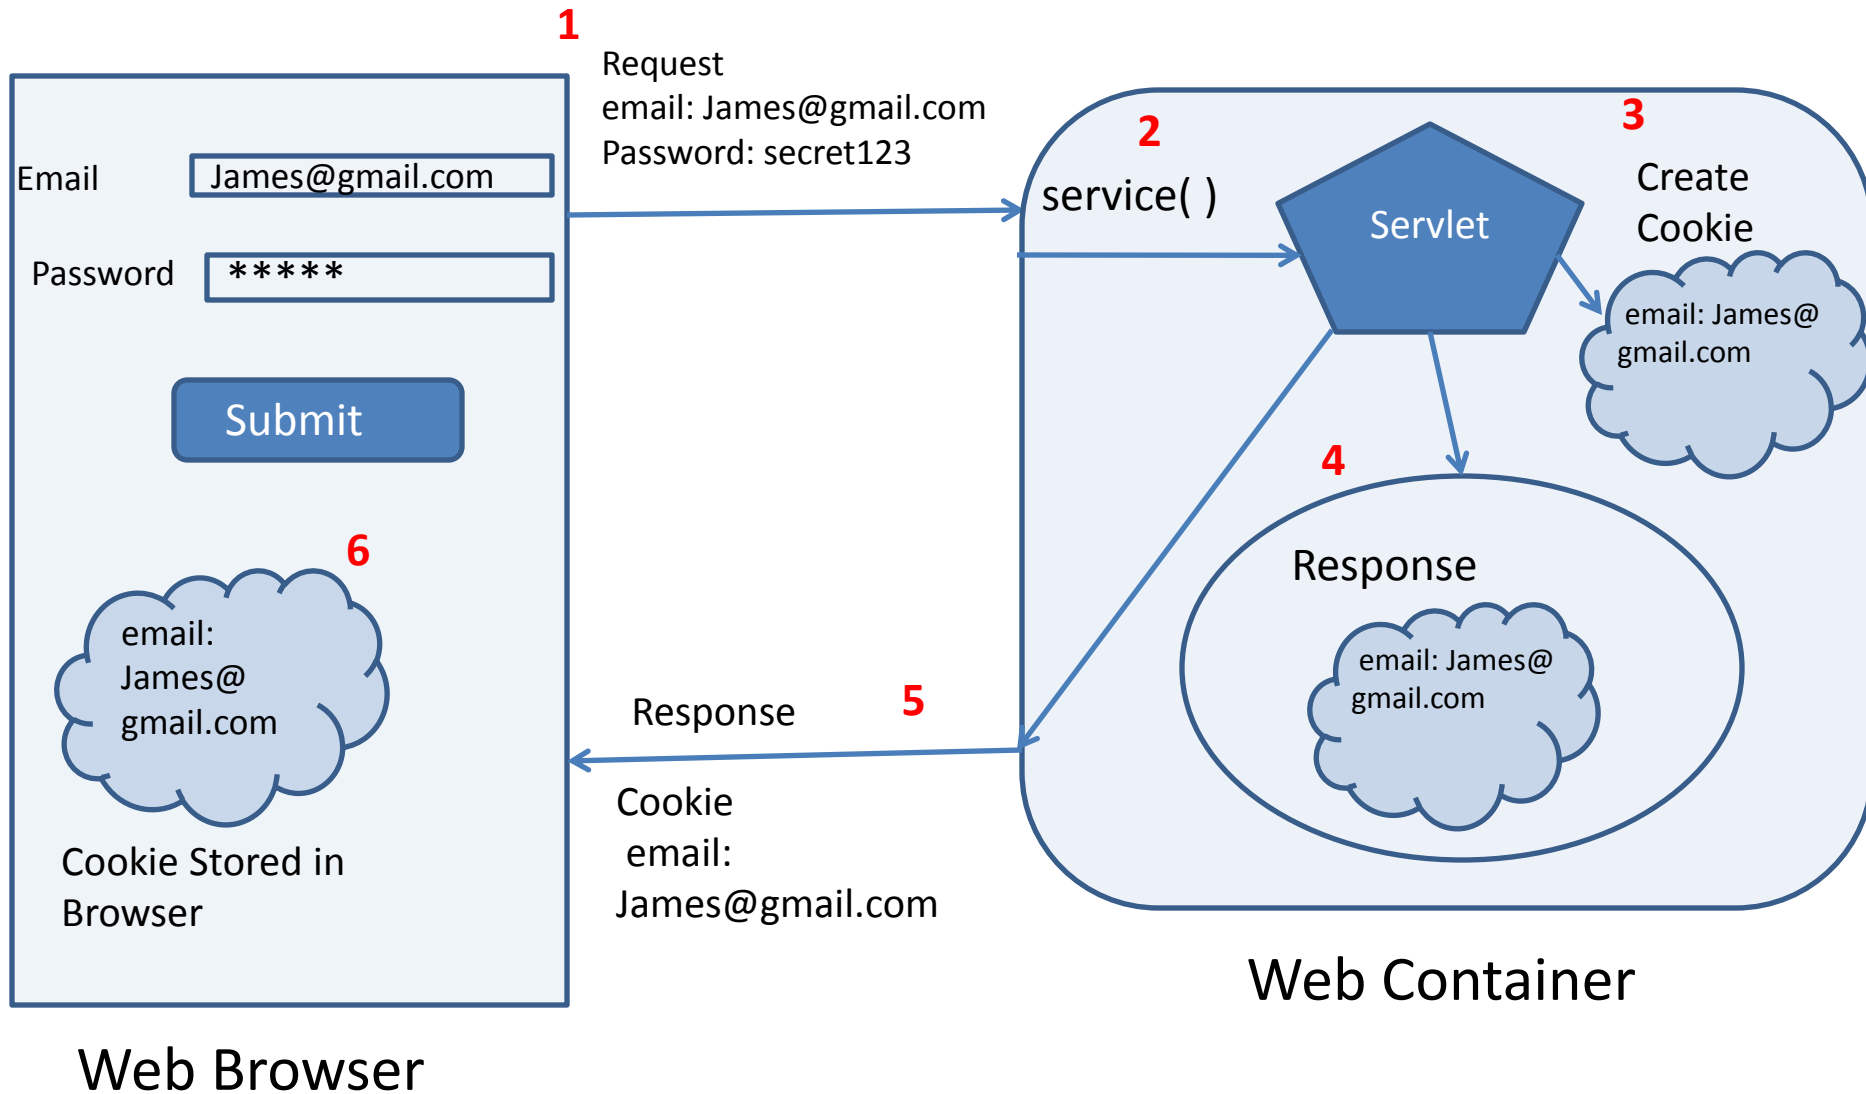 1
Request
email: James@gmail.com
Password: secret123
Email
James@gmail.com
Password
*****
Submit
6
email:
James@
gmail.com
Cookie Stored in
Browser
Web Browser
2
service( )
Servlet
3
Create
Cookie
email: James@
gmail.com
4
Response
email: James@
gmail.com
5
Response
Cookie
email:
James@gmail.com
Web Container